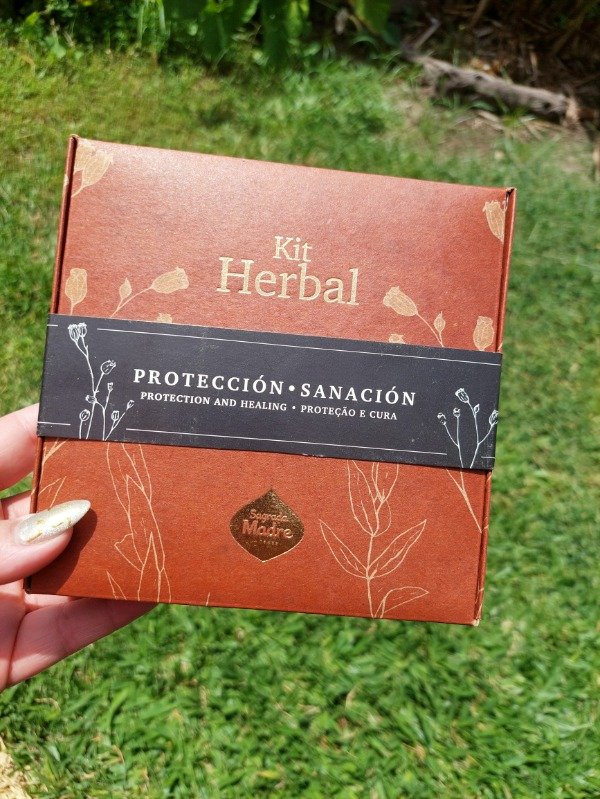 Kit
Herbal
PROTECCIÓN • SANACIÓN
PROTECTION AND HEALING • PROTEÇÃO E CURA
Sagrada
Madre